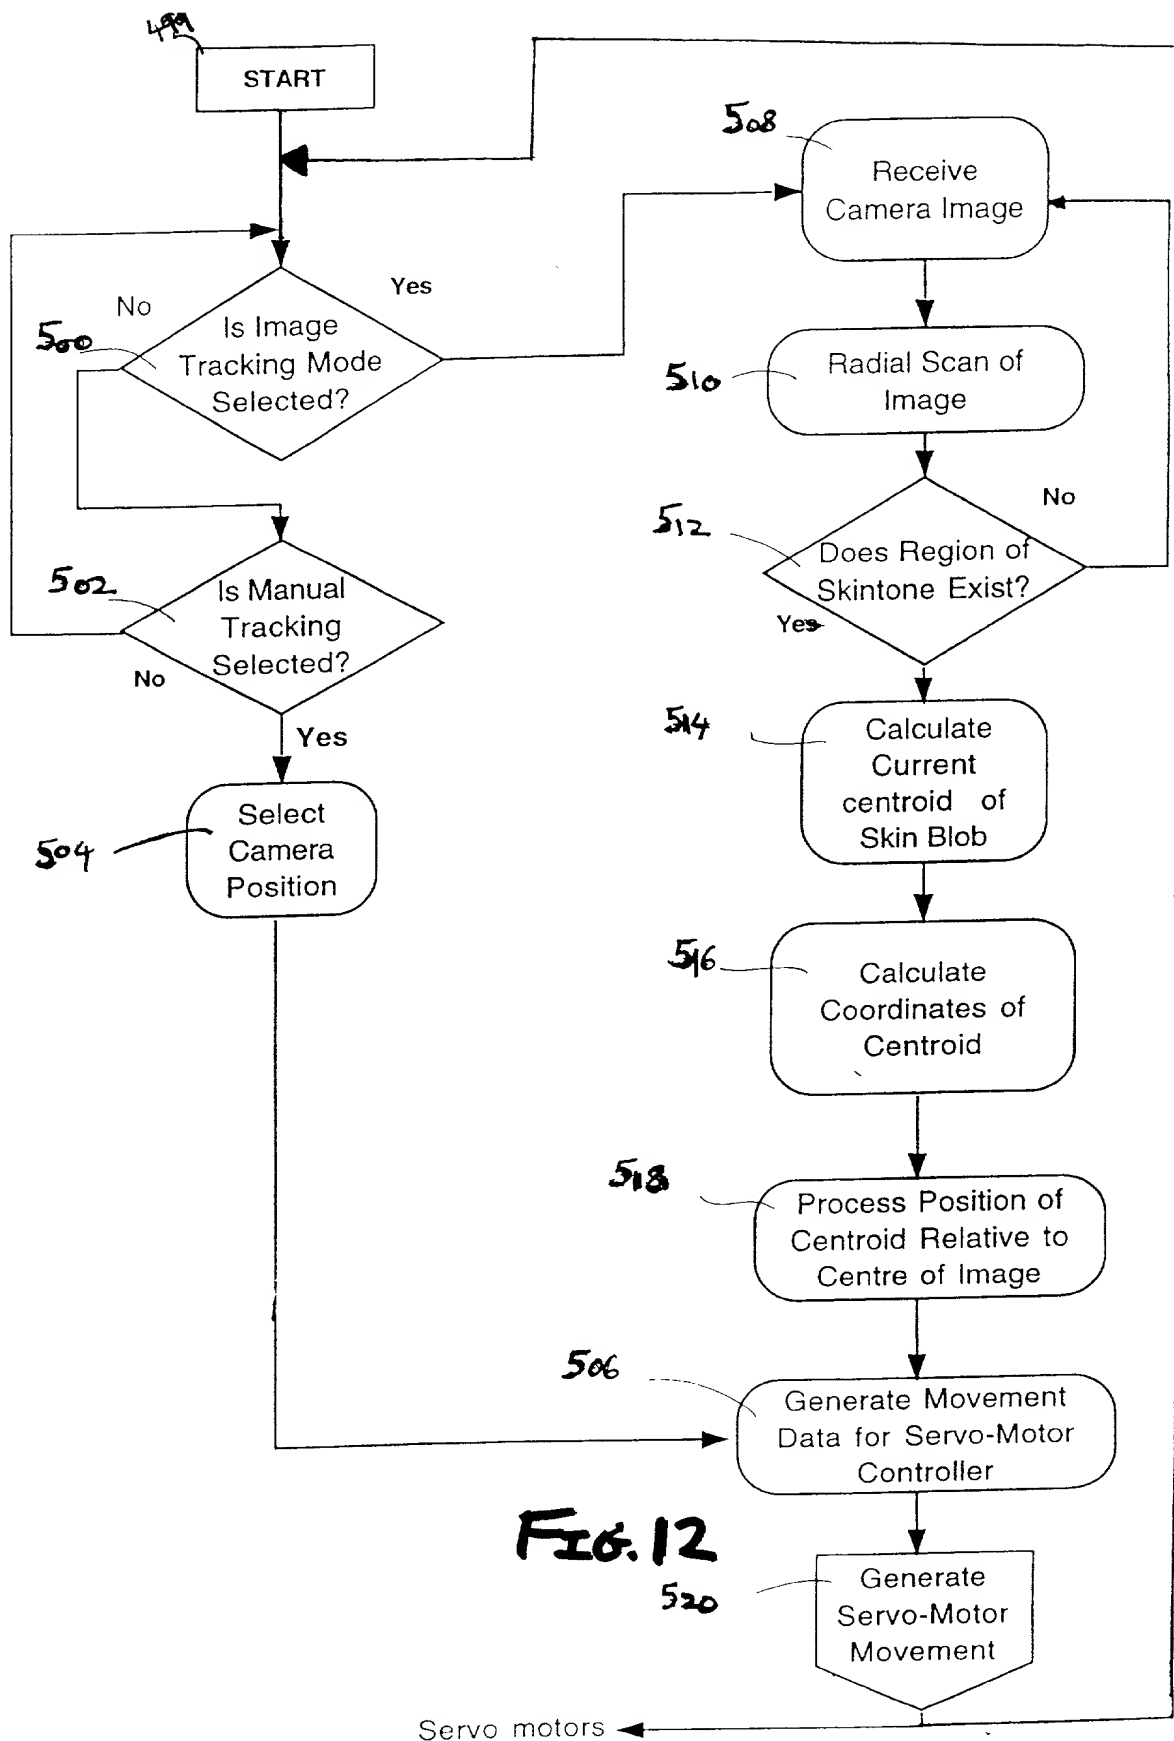 499
START
508
Receive
Camera Image
No
Yes
500
Is Image
Tracking Mode
Selected?
510
Radial Scan of
Image
No
512
Does Region of
Skintone Exist?
Yes
502
Is Manual
Tracking
Selected?
No
Yes
514
Calculate
Current
centroid of
Skin Blob
504
Select
Camera
Position
516
Calculate
Coordinates of
Centroid
518
Process Position of
Centroid Relative to
Centre of Image
506
Generate Movement
Data for Servo-Motor
Controller
FIG. 12
520
Generate
Servo-Motor
Movement
Servo motors